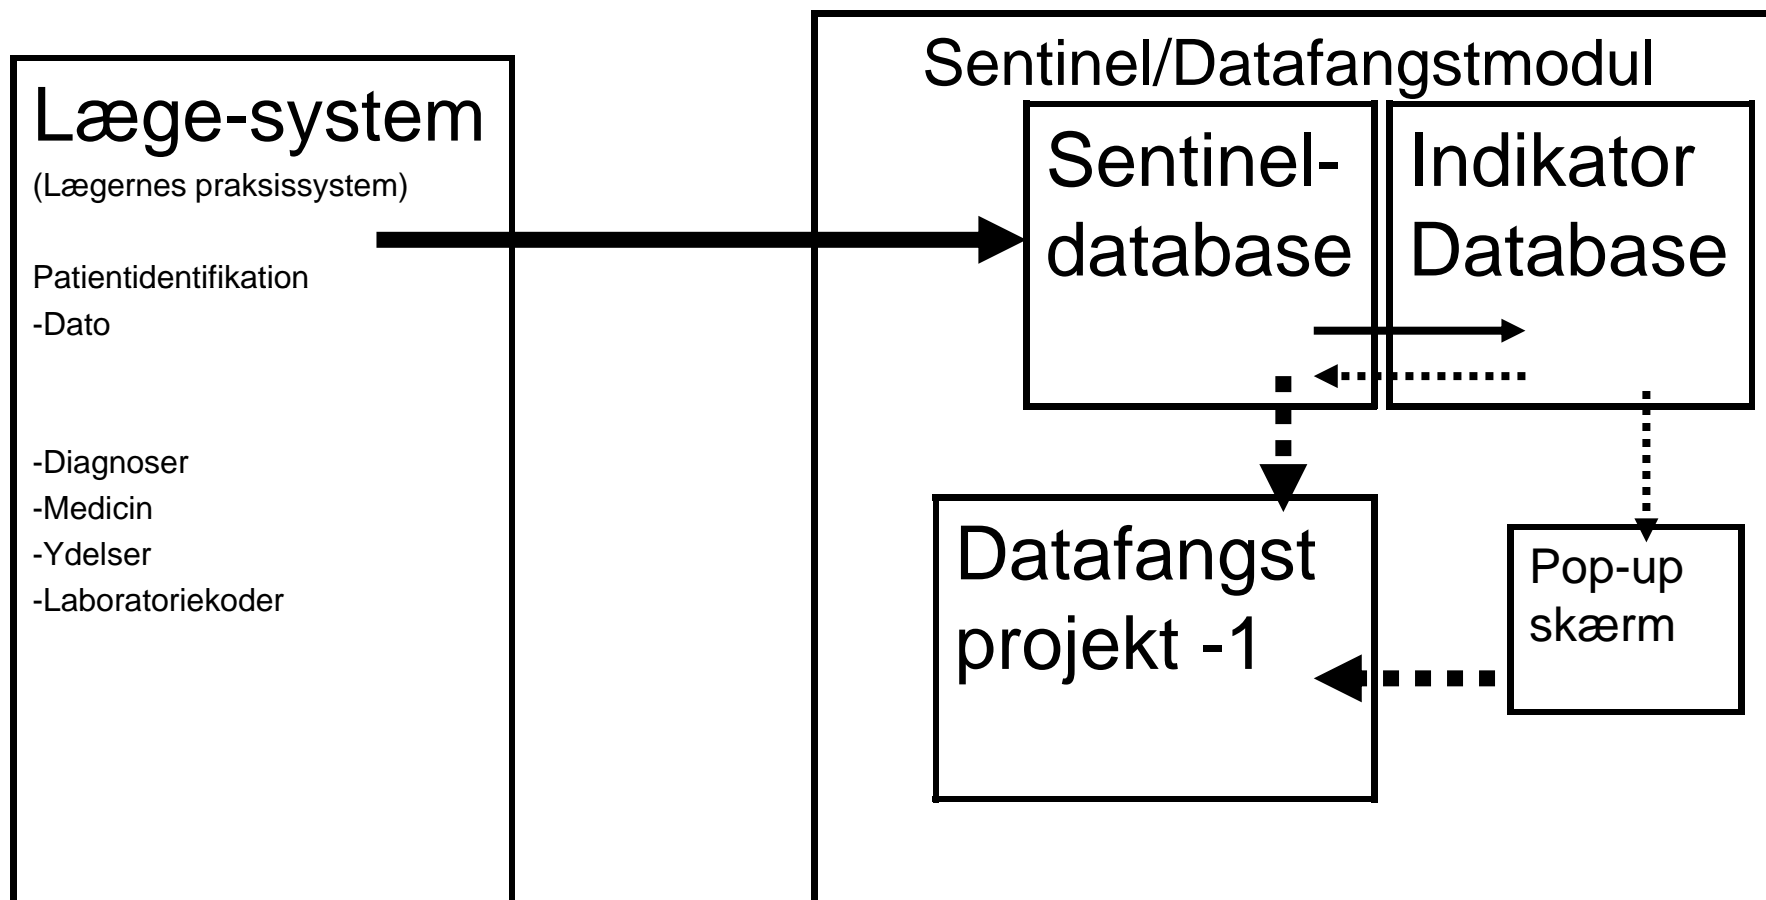 Læge-system
(Lægernes praksissystem)
Patientidentifikation
-Dato
-Diagnoser
-Medicin
-Ydelser
-Laboratoriekoder
Sentinel/Datafangstmodul
Sentinel-
database
Indikator
Database
Datafangst
projekt -1
Pop-up
skærm